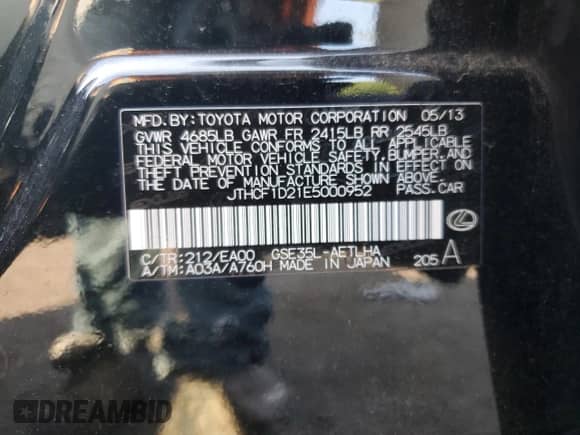 MFD. BY: TOYOTA MOTOR CORPORATION 05/13
GVWR 4685LB GAWR FR 2415LB RR 2545LB
THIS VEHICLE CONFORMS TO ALL APPLICABLE
FEDERAL MOTOR VEHICLE SAFETY, BUMPER, AND
THEFT PREVENTION STANDARDS IN EFFECT ON
THE DATE OF MANUFACTURE SHOWN ABOVE.
JTHCF1D21E5000952 PASS. CAR
C/TR: 212/EA00 GSE35L-AETLHA
A/TM: A03A/A760H MADE IN JAPAN 205 A
DREAMBID